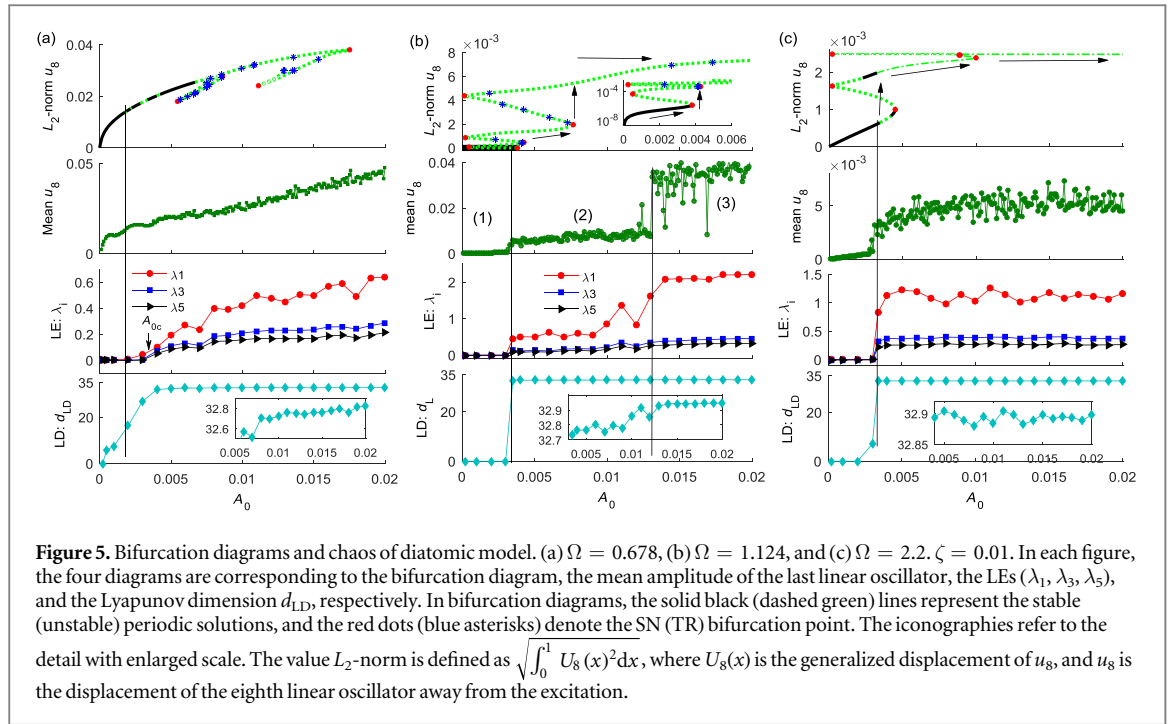 (a)
0.04
0.02
0
L₂-norm u₈
0.05
0
Mean u₈
λ1
λ3
λ5
A₀c
0.6
0.4
0.2
0
LE: λᵢ
35
20
0
LD: d_LD
32.8
32.6
0.005 0.01 0.015 0.02
0 0.005 0.01 0.015 0.02
A₀
(b)
×10⁻³
8
6
4
2
0
L₂-norm u₈
10⁻⁴
10⁻⁸
0 0.002 0.004 0.006
0.04
0.02
0
Mean u₈
(1) (2) (3)
λ1
λ3
λ5
2
1
0
LE: λᵢ
35
20
0
LD: d_L
32.9
32.8
32.7
0.005 0.01 0.015 0.02
0 0.005 0.01 0.015 0.02
A₀
(c)
×10⁻³
2
1
0
L₂-norm u₈
×10⁻³
5
0
mean u₈
1.5
1
0.5
0
LE: λᵢ
35
20
0
LD: d_LD
32.9
32.85
0.005 0.01 0.015 0.02
0 0.005 0.01 0.015 0.02
A₀
Figure 5. Bifurcation diagrams and chaos of diatomic model. (a) Ω = 0.678, (b) Ω = 1.124, and (c) Ω = 2.2. ζ = 0.01. In each figure,
the four diagrams are corresponding to the bifurcation diagram, the mean amplitude of the last linear oscillator, the LEs (λ₁, λ₃, λ₅),
and the Lyapunov dimension d_LD, respectively. In bifurcation diagrams, the solid black (dashed green) lines represent the stable
(unstable) periodic solutions, and the red dots (blue asterisks) denote the SN (TR) bifurcation point. The iconographies refer to the
detail with enlarged scale. The value L₂-norm is defined as √(∫₀¹ U₈(x)²dx), where U₈(x) is the generalized displacement of u₈, and u₈ is
the displacement of the eighth linear oscillator away from the excitation.